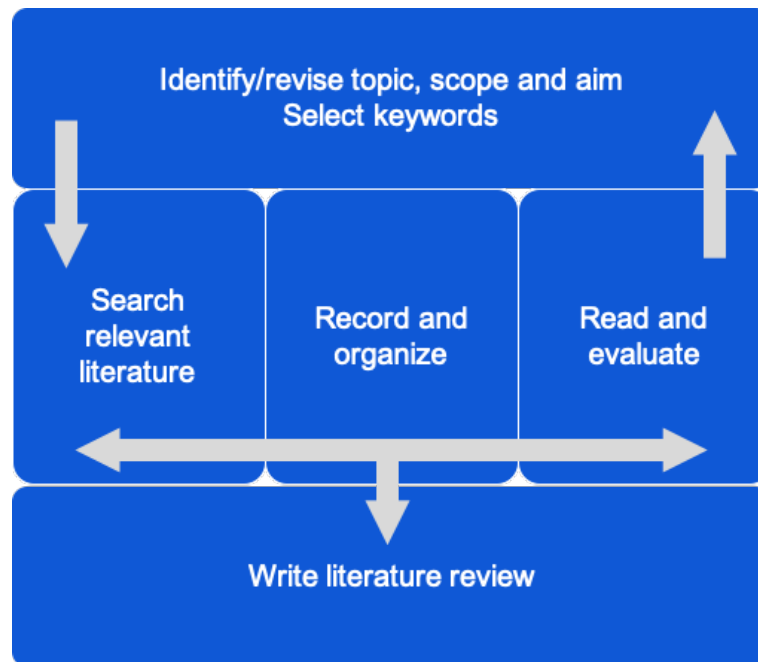 Identify/revise topic, scope and aim
Select keywords
Search
relevant
literature
Record and
organize
Read and
evaluate
Write literature review